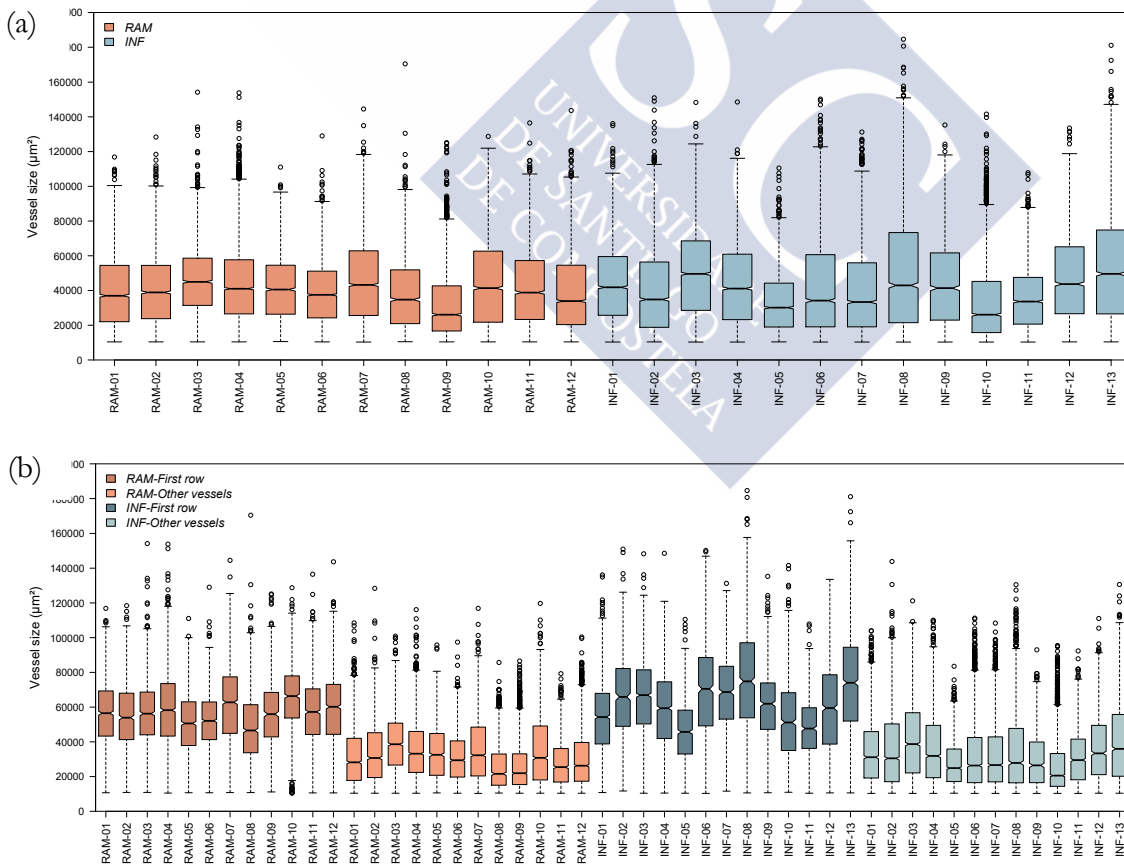 (a)
RAM
INF
Vessel size (µm²)
160000
140000
120000
100000
80000
60000
40000
20000
0
RAM-01 RAM-02 RAM-03 RAM-04 RAM-05 RAM-06 RAM-07 RAM-08 RAM-09 RAM-10 RAM-11 RAM-12 INF-01 INF-02 INF-03 INF-04 INF-05 INF-06 INF-07 INF-08 INF-09 INF-10 INF-11 INF-12 INF-13
SC
UNIVERSIDA
DE SANTI
DE COMPOSTELA
(b)
RAM-First row
RAM-Other vessels
INF-First row
INF-Other vessels
Vessel size (µm²)
180000
160000
140000
120000
100000
80000
60000
40000
20000
0
RAM-01 RAM-02 RAM-03 RAM-04 RAM-05 RAM-06 RAM-07 RAM-08 RAM-09 RAM-10 RAM-11 RAM-12 RAM-01 RAM-02 RAM-03 RAM-04 RAM-05 RAM-06 RAM-07 RAM-08 RAM-09 RAM-10 RAM-11 RAM-12 INF-01 INF-02 INF-03 INF-04 INF-05 INF-06 INF-07 INF-08 INF-09 INF-10 INF-11 INF-12 INF-13 INF-01 INF-02 INF-03 INF-04 INF-05 INF-06 INF-07 INF-08 INF-09 INF-10 INF-11 INF-12 INF-13